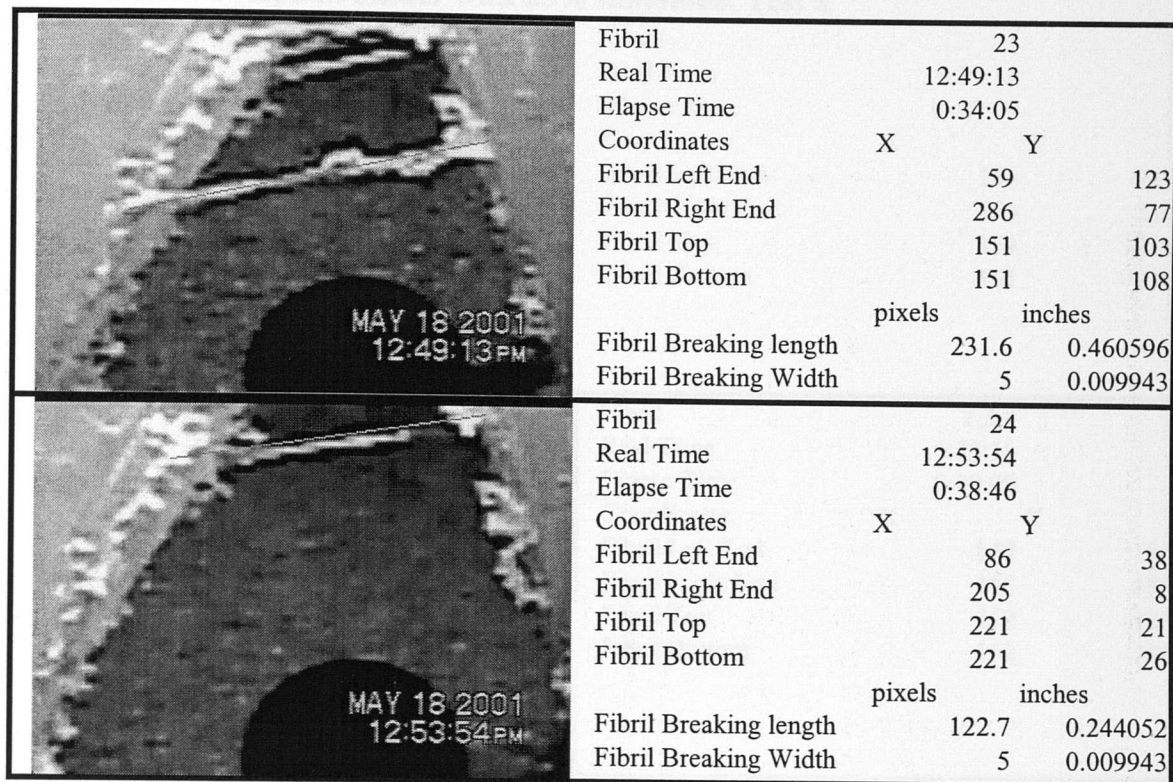 MAY 18 2001
12:49:13PM
Fibril 23
Real Time 12:49:13
Elapse Time 0:34:05
Coordinates X Y
Fibril Left End 59 123
Fibril Right End 286 77
Fibril Top 151 103
Fibril Bottom 151 108
pixels inches
Fibril Breaking length 231.6 0.460596
Fibril Breaking Width 5 0.009943
MAY 18 2001
12:53:54PM
Fibril 24
Real Time 12:53:54
Elapse Time 0:38:46
Coordinates X Y
Fibril Left End 86 38
Fibril Right End 205 8
Fibril Top 221 21
Fibril Bottom 221 26
pixels inches
Fibril Breaking length 122.7 0.244052
Fibril Breaking Width 5 0.009943